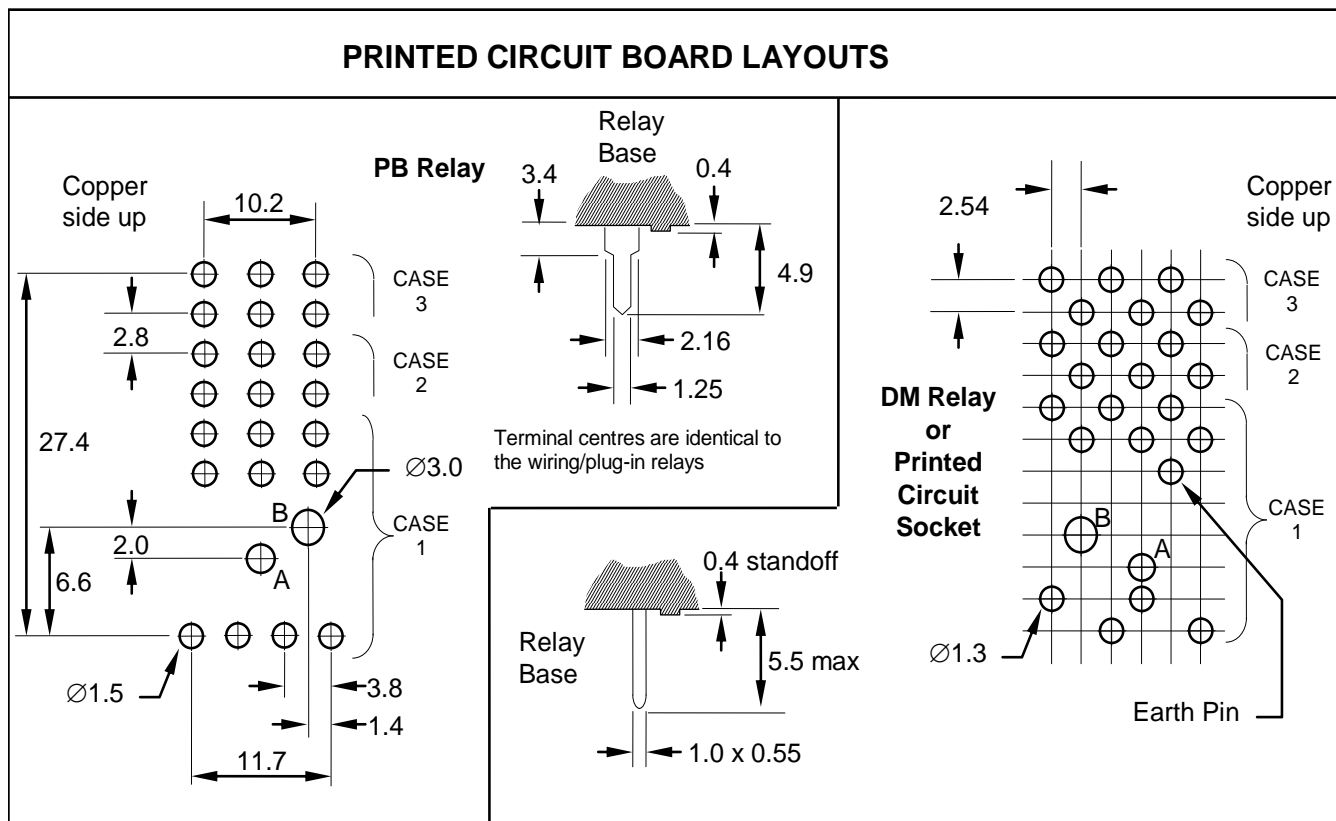 PRINTED CIRCUIT BOARD LAYOUTS
Copper
side up
10.2
CASE
3
2.8
CASE
2
27.4
∅3.0
B
CASE
1
2.0
A
6.6
∅1.5
3.8
1.4
11.7
PB Relay
Relay
Base
3.4
0.4
4.9
2.16
1.25
Terminal centres are identical to
the wiring/plug-in relays
0.4 standoff
Relay
Base
5.5 max
1.0 x 0.55
2.54
Copper
side up
CASE
3
CASE
2
DM Relay
or
Printed
Circuit
Socket
B
A
CASE
1
∅1.3
Earth Pin